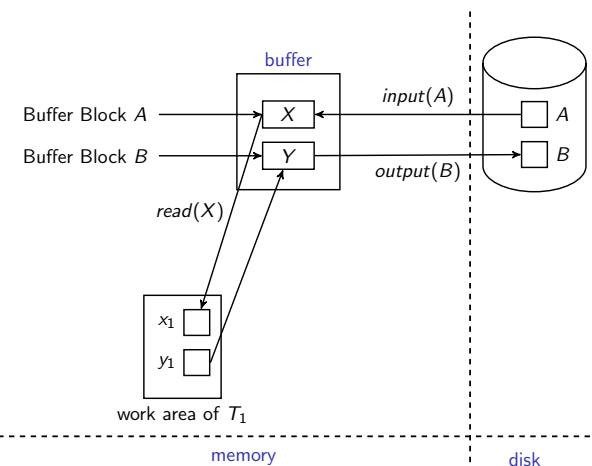 buffer
input(A)
Buffer Block A
X
A
Buffer Block B
Y
B
output(B)
read(X)
x₁
y₁
work area of T₁
memory
disk